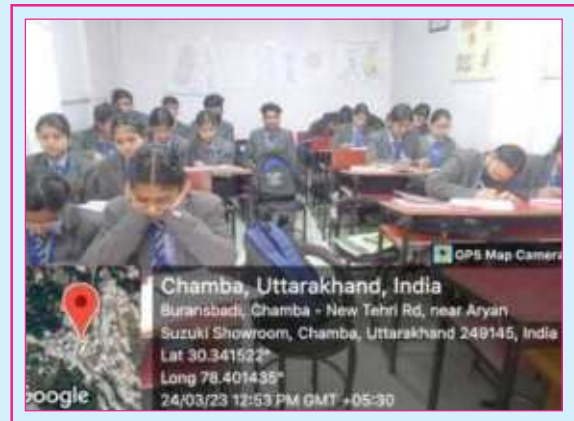 GPS Map Camera
Chamba, Uttarakhand, India
Buransbadi, Chamba - New Tehri Rd, near Aryan
Suzuki Showroom, Chamba, Uttarakhand 249145, India
Lat 30.341522°
Long 78.401435°
24/03/23 12:53 PM GMT +05:30
Google